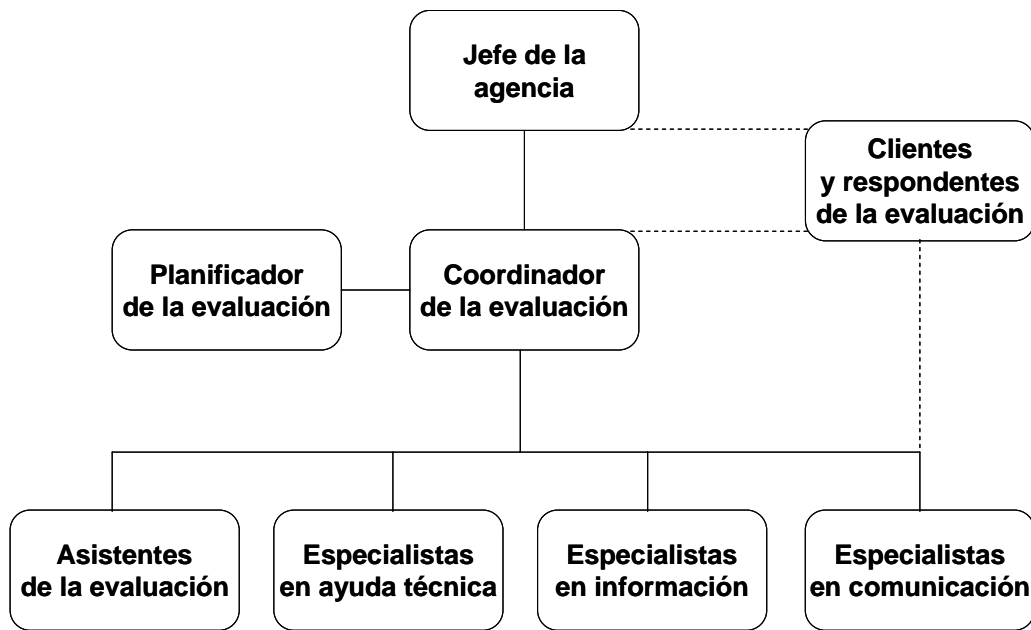 Jefe de la
agencia
Clientes
y respondentes
de la evaluación
Planificador
de la evaluación
Coordinador
de la evaluación
Asistentes
de la evaluación
Especialistas
en ayuda técnica
Especialistas
en información
Especialistas
en comunicación